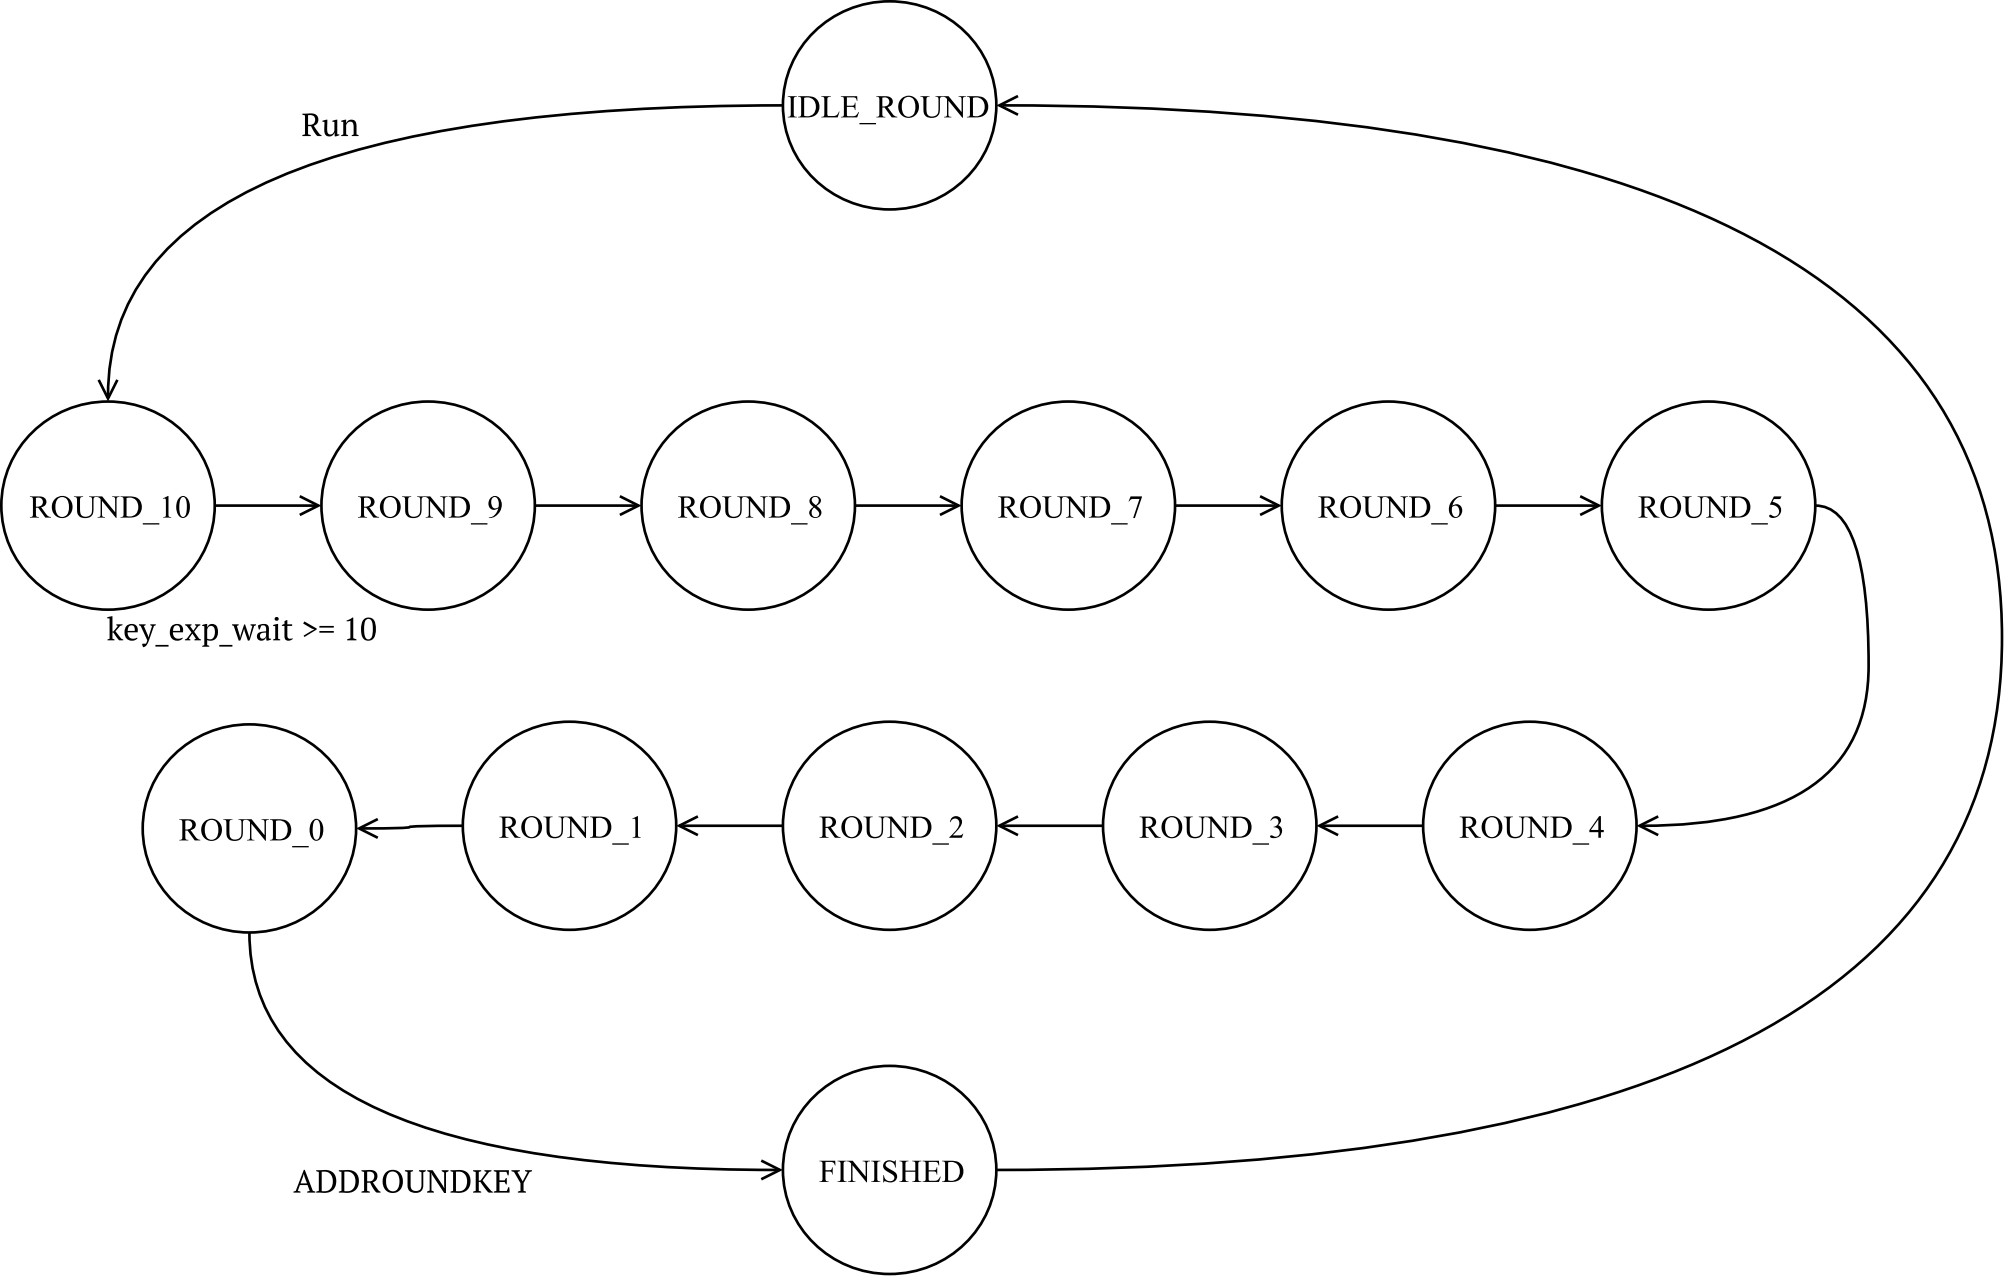 IDLE_ROUND
Run
ROUND_10
ROUND_9
ROUND_8
ROUND_7
ROUND_6
ROUND_5
key_exp_wait >= 10
ROUND_0
ROUND_1
ROUND_2
ROUND_3
ROUND_4
FINISHED
ADDROUNDKEY